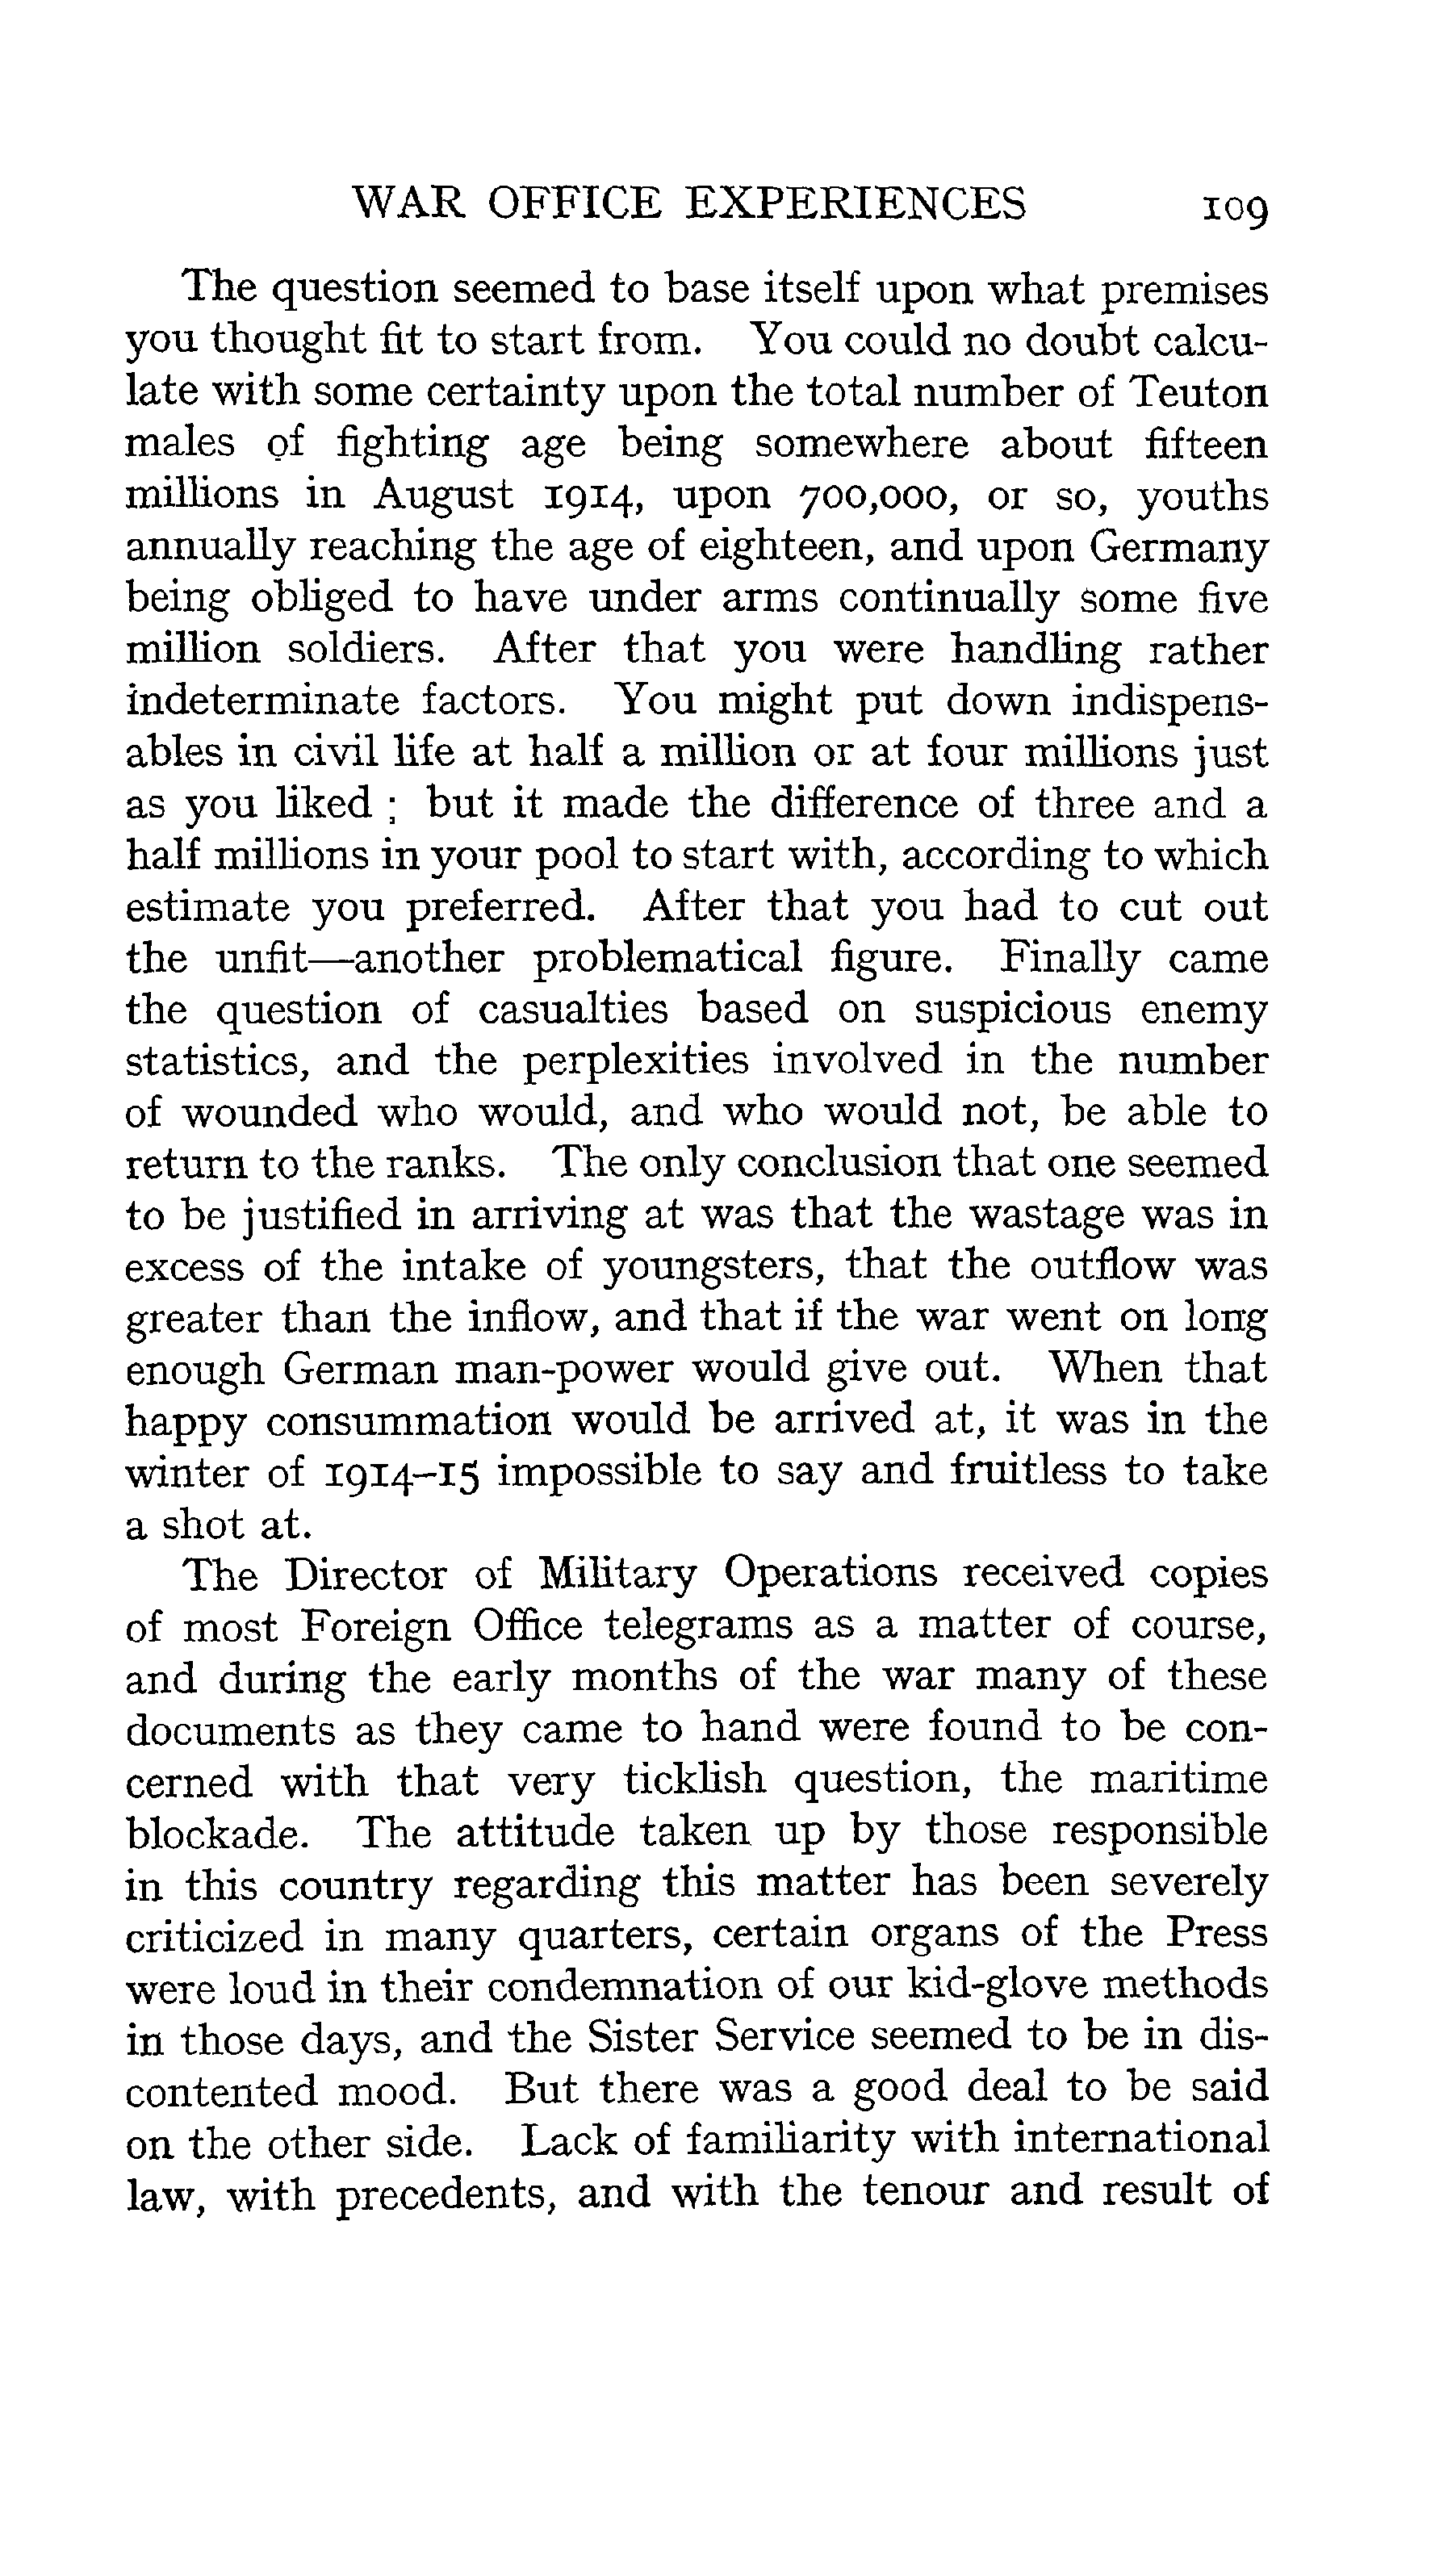 WAR OFFICE EXPERIENCES 109
The question seemed to base itself upon what premises
you thought fit to start from. You could no doubt calcu-
late with some certainty upon the total number of Teuton
males of fighting age being somewhere about fifteen
millions in August 1914, upon 700,000, or so, youths
annually reaching the age of eighteen, and upon Germany
being obliged to have under arms continually some five
million soldiers. After that you were handling rather
indeterminate factors. You might put down indispens-
ables in civil life at half a million or at four millions just
as you liked ; but it made the difference of three and a
half millions in your pool to start with, according to which
estimate you preferred. After that you had to cut out
the unfit—another problematical figure. Finally came
the question of casualties based on suspicious enemy
statistics, and the perplexities involved in the number
of wounded who would, and who would not, be able to
return to the ranks. The only conclusion that one seemed
to be justified in arriving at was that the wastage was in
excess of the intake of youngsters, that the outflow was
greater than the inflow, and that if the war went on long
enough German man-power would give out. When that
happy consummation would be arrived at, it was in the
winter of 1914–15 impossible to say and fruitless to take
a shot at.
The Director of Military Operations received copies
of most Foreign Office telegrams as a matter of course,
and during the early months of the war many of these
documents as they came to hand were found to be con-
cerned with that very ticklish question, the maritime
blockade. The attitude taken up by those responsible
in this country regarding this matter has been severely
criticized in many quarters, certain organs of the Press
were loud in their condemnation of our kid-glove methods
in those days, and the Sister Service seemed to be in dis-
contented mood. But there was a good deal to be said
on the other side. Lack of familiarity with international
law, with precedents, and with the tenour and result of